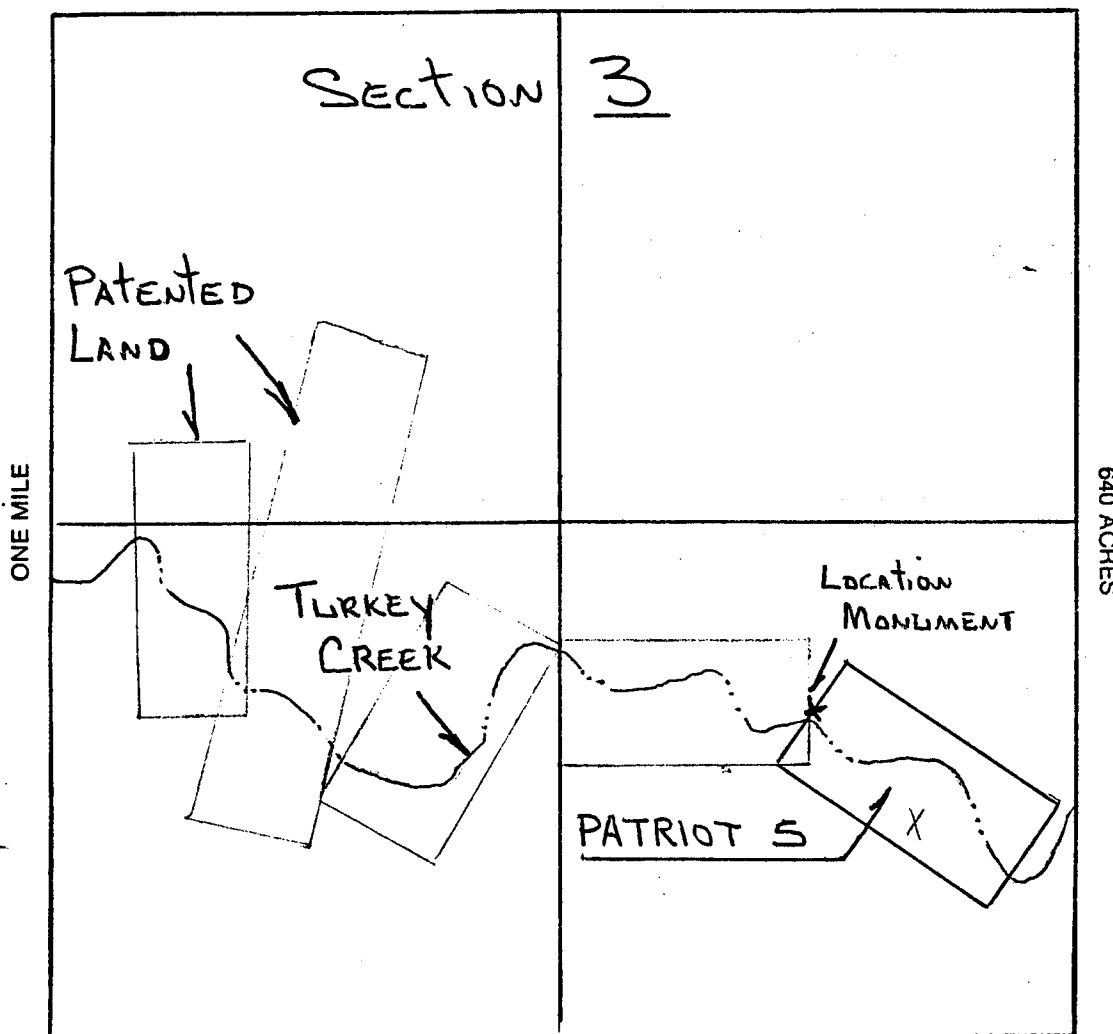 SECTION 3
PATENTED
LAND
ONE MILE
640 ACRES
TURKEY
CREEK
LOCATION
MONUMENT
PATRIOT 5
X